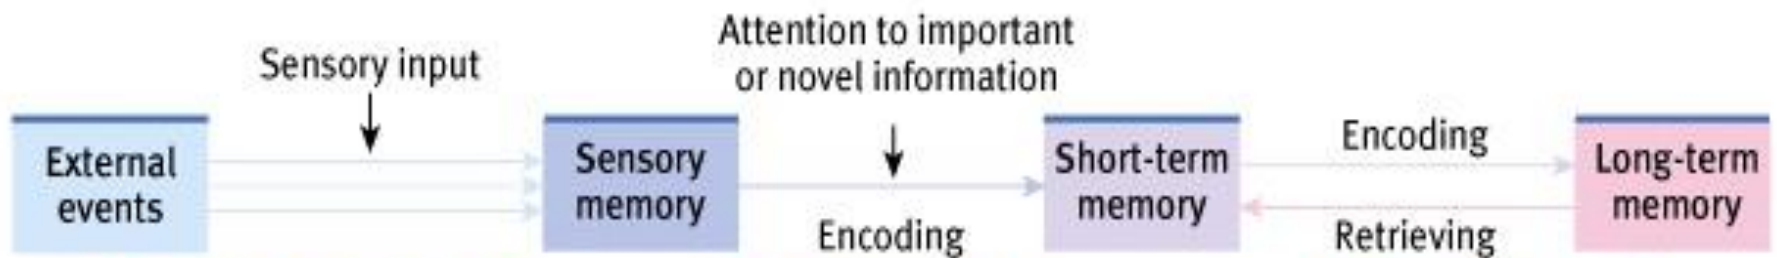 Sensory input
Attention to important
or novel information
External
events
Sensory
memory
Encoding
Short-term
memory
Encoding
Retrieving
Long-term
memory